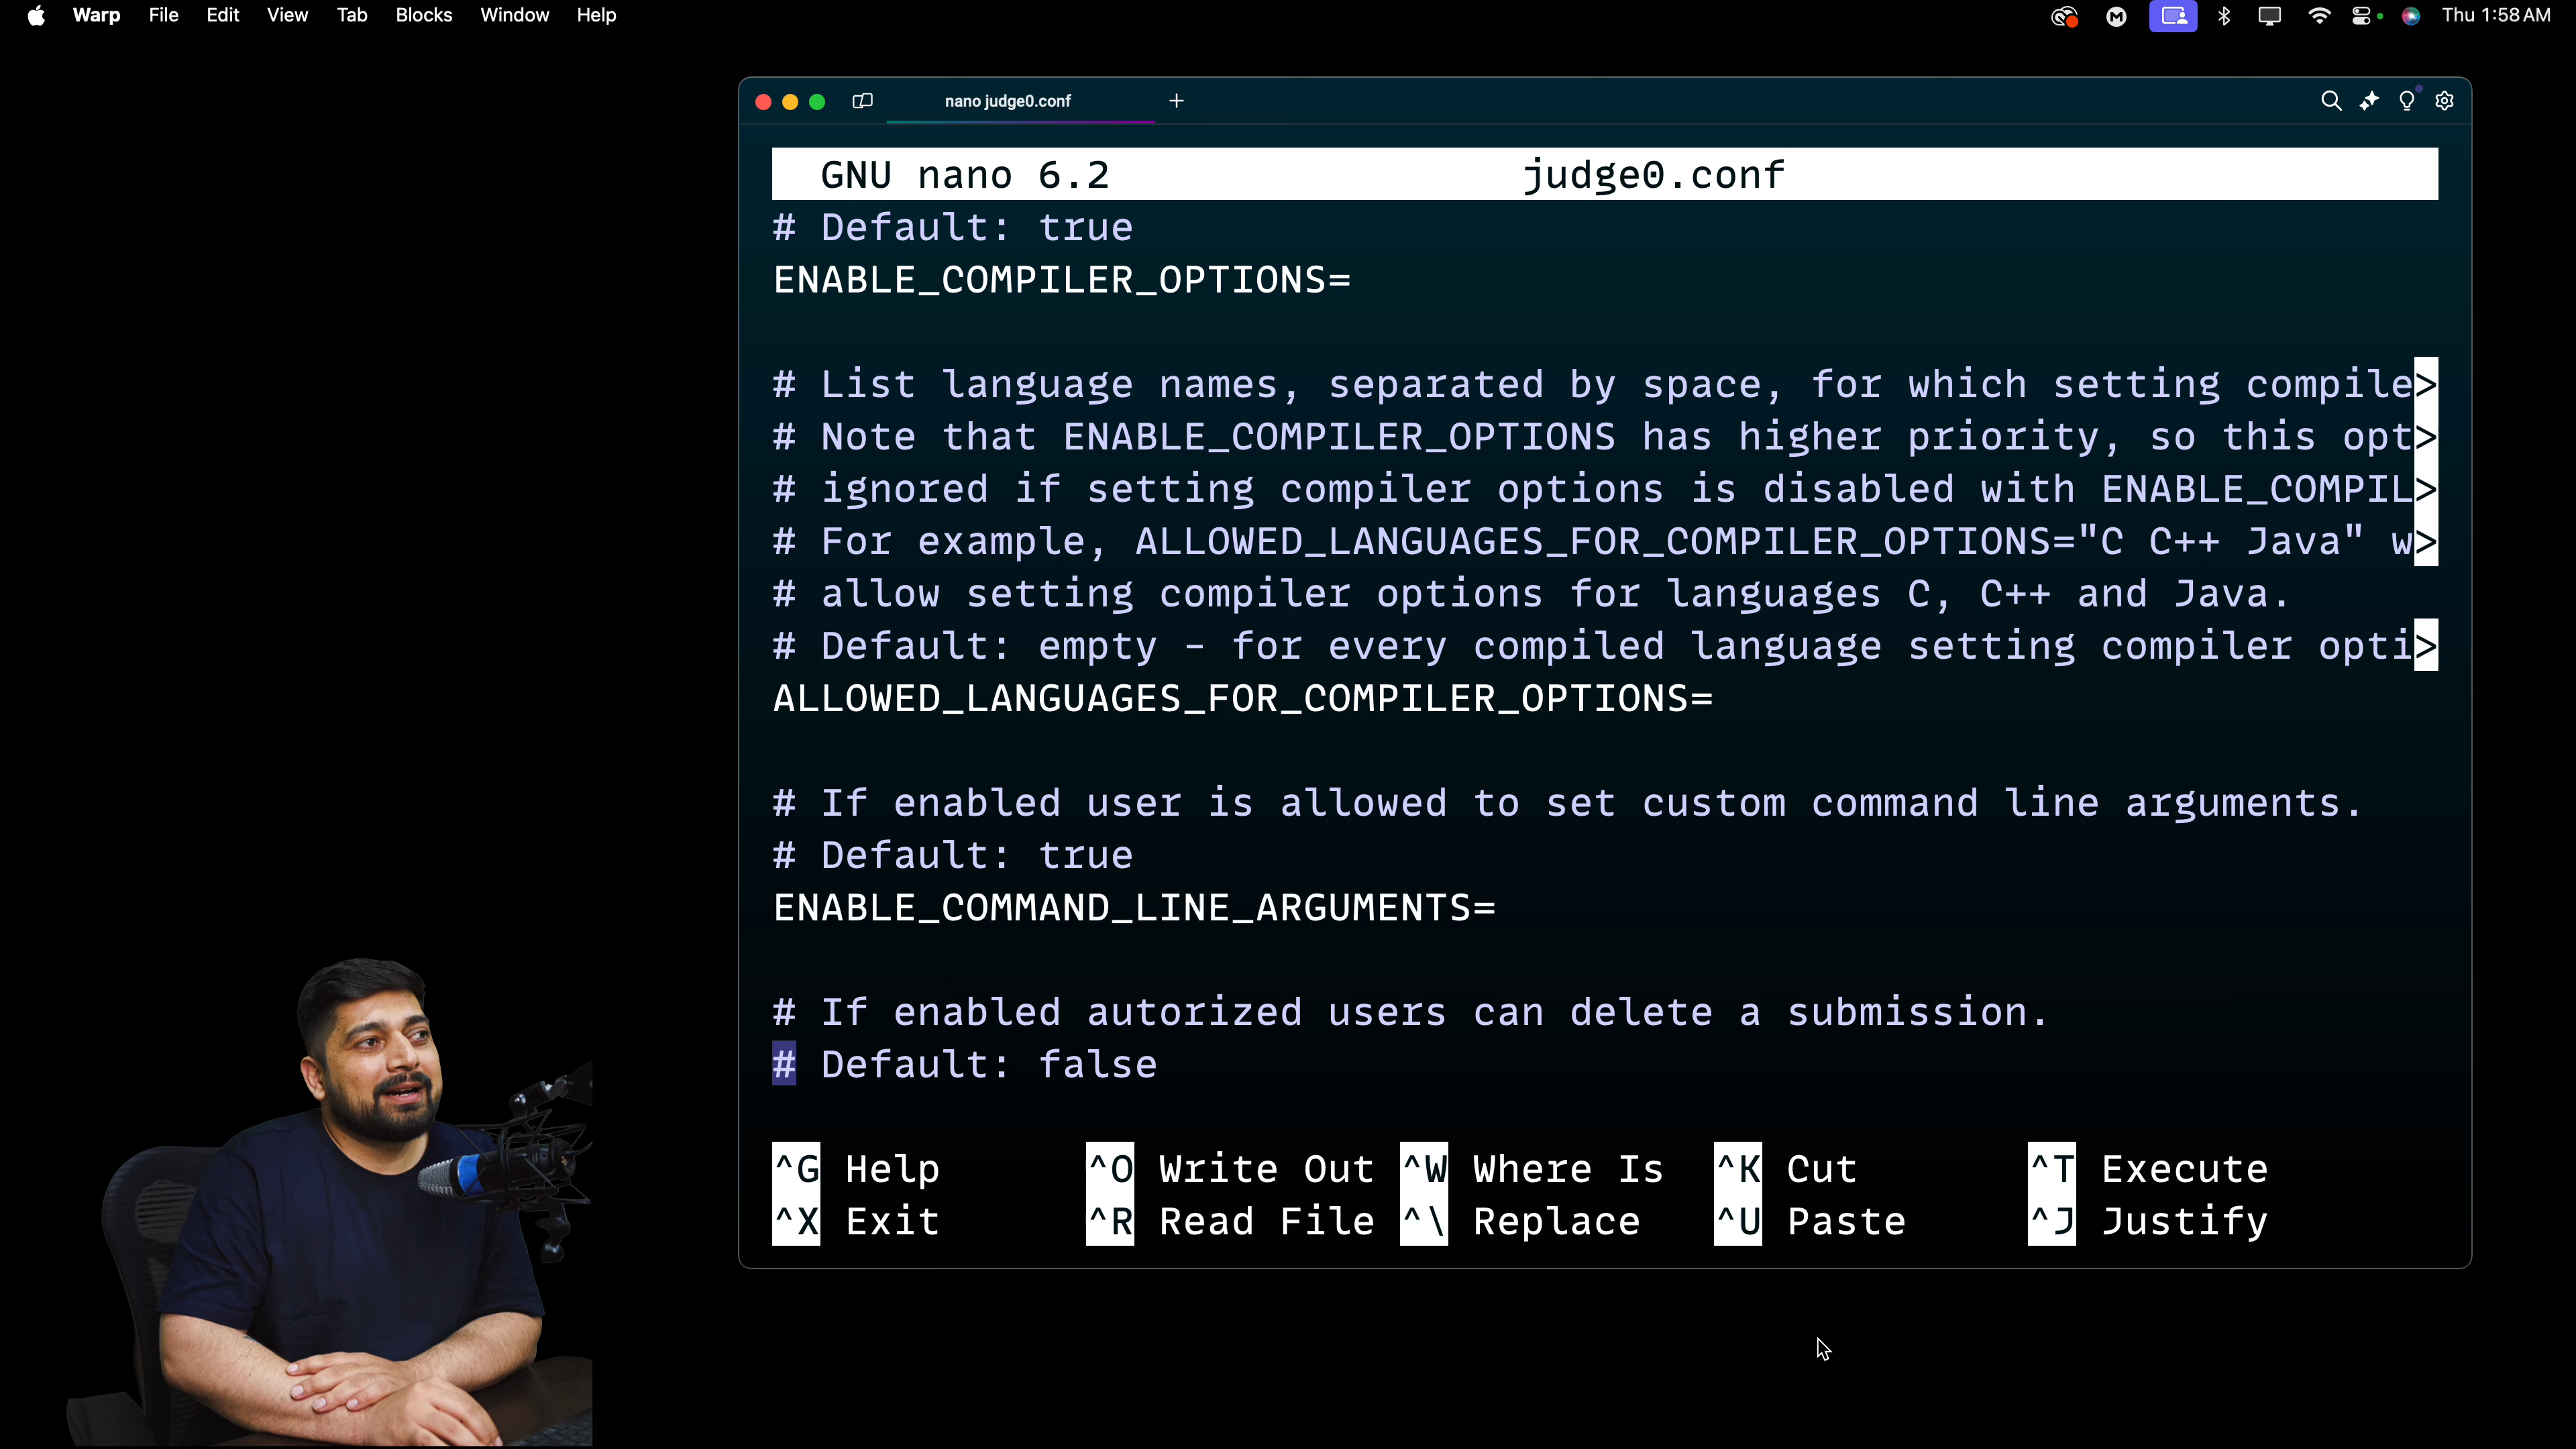 Warp File Edit View Tab Blocks Window Help Thu 1:58 AM
nano judge0.conf
GNU nano 6.2 judge0.conf
# Default: true
ENABLE_COMPILER_OPTIONS=
# List language names, separated by space, for which setting compile>
# Note that ENABLE_COMPILER_OPTIONS has higher priority, so this opt>
# ignored if setting compiler options is disabled with ENABLE_COMPIL>
# For example, ALLOWED_LANGUAGES_FOR_COMPILER_OPTIONS="C C++ Java" w>
# allow setting compiler options for languages C, C++ and Java.
# Default: empty - for every compiled language setting compiler opti>
ALLOWED_LANGUAGES_FOR_COMPILER_OPTIONS=
# If enabled user is allowed to set custom command line arguments.
# Default: true
ENABLE_COMMAND_LINE_ARGUMENTS=
# If enabled autorized users can delete a submission.
# Default: false
^G Help ^O Write Out ^W Where Is ^K Cut ^T Execute
^X Exit ^R Read File ^\ Replace ^U Paste ^J Justify